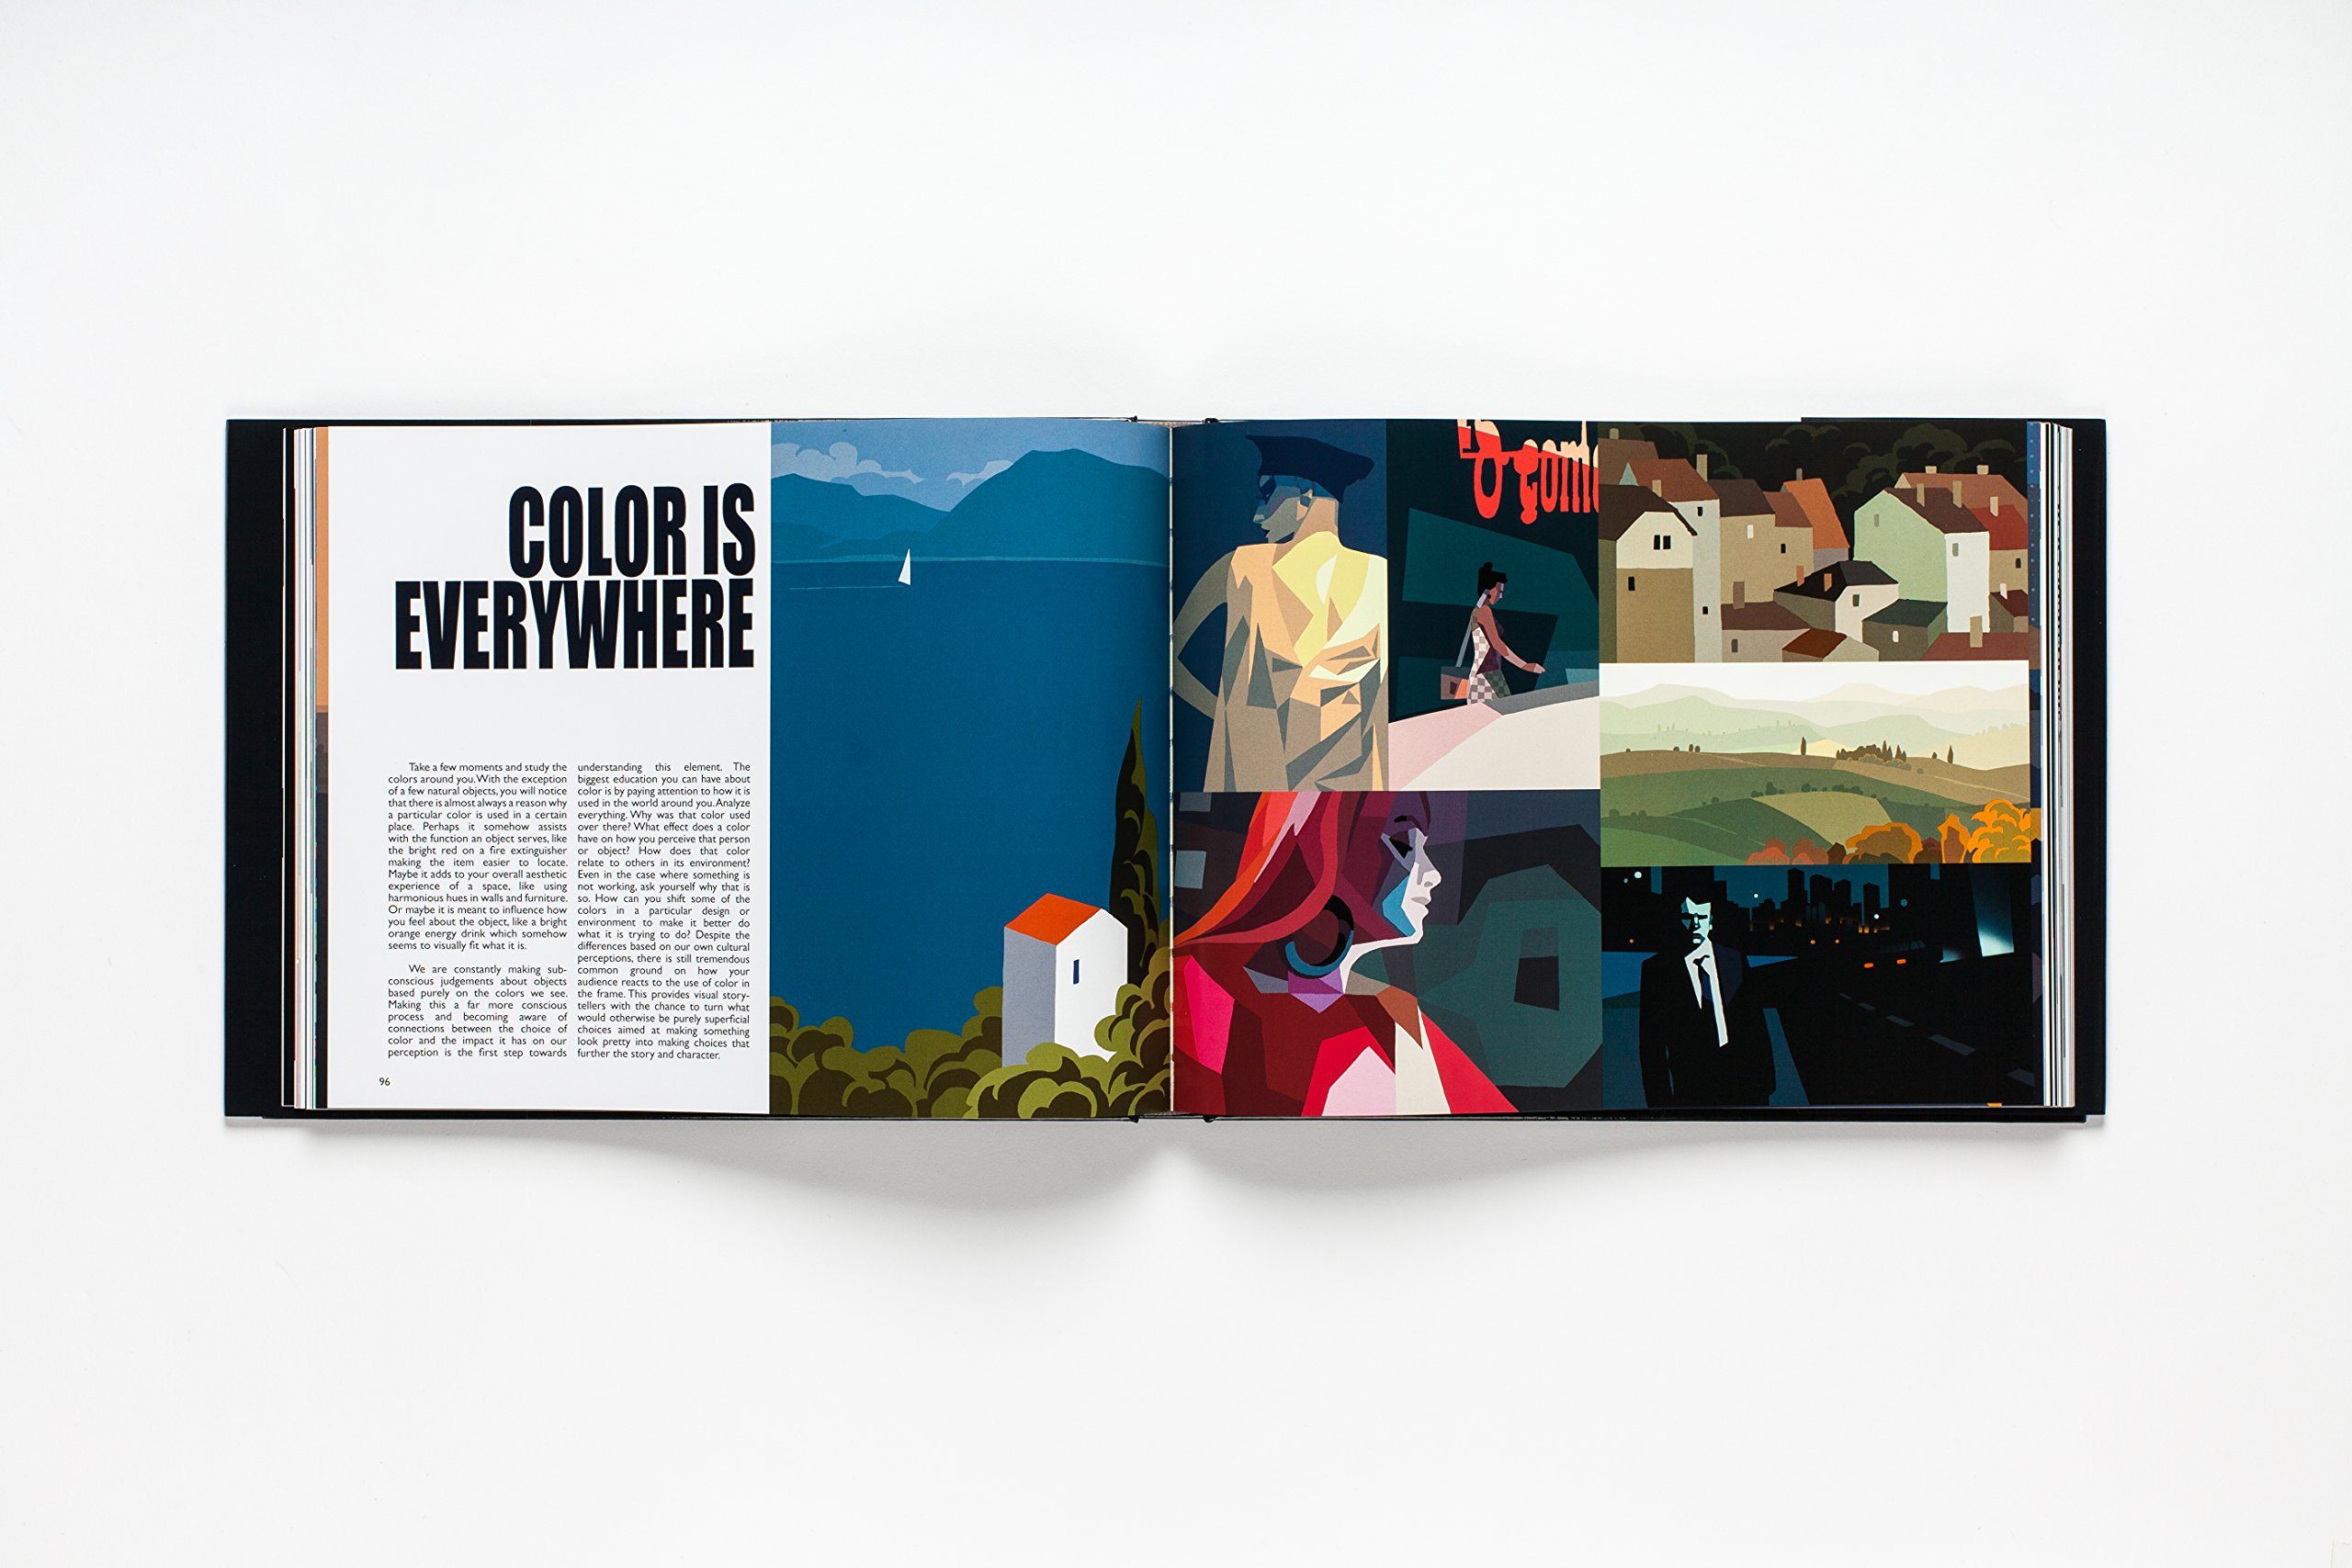 COLOR IS
EVERYWHERE
Take a few moments and study the
colors around you. With the exception
of a few natural objects, you will notice
that there is almost always a reason why
a particular color is used in a certain
place. Perhaps it somehow assists
with the function an object serves, like
the bright red on a fire extinguisher
making the item easier to locate.
Maybe it adds to your overall aesthetic
experience of a space, like using
harmonious hues in walls and furniture.
Or maybe it is meant to influence how
you feel about the object, like a bright
orange energy drink which somehow
seems to visually fit what it is.
We are constantly making sub-
conscious judgements about objects
based purely on the colors we see.
Making this a far more conscious
process and becoming aware of
connections between the choice of
color and the impact it has on our
perception is the first step towards
understanding this element. The
biggest education you can have about
color is by paying attention to how it is
used in the world around you. Analyze
everything. Why was that color used
over there? What effect does a color
have on how you perceive that person
or object? How does that color
relate to others in its environment?
Even in the case where something is
not working, ask yourself why that is
so. How can you shift some of the
colors in a particular design or
environment to make it better do
what it is trying to do? Despite the
differences based on our own cultural
perceptions, there is still tremendous
common ground on how your
audience reacts to the use of color in
the frame. This provides visual story-
tellers with the chance to turn what
would otherwise be purely superficial
choices aimed at making something
look pretty into making choices that
further the story and character.
96